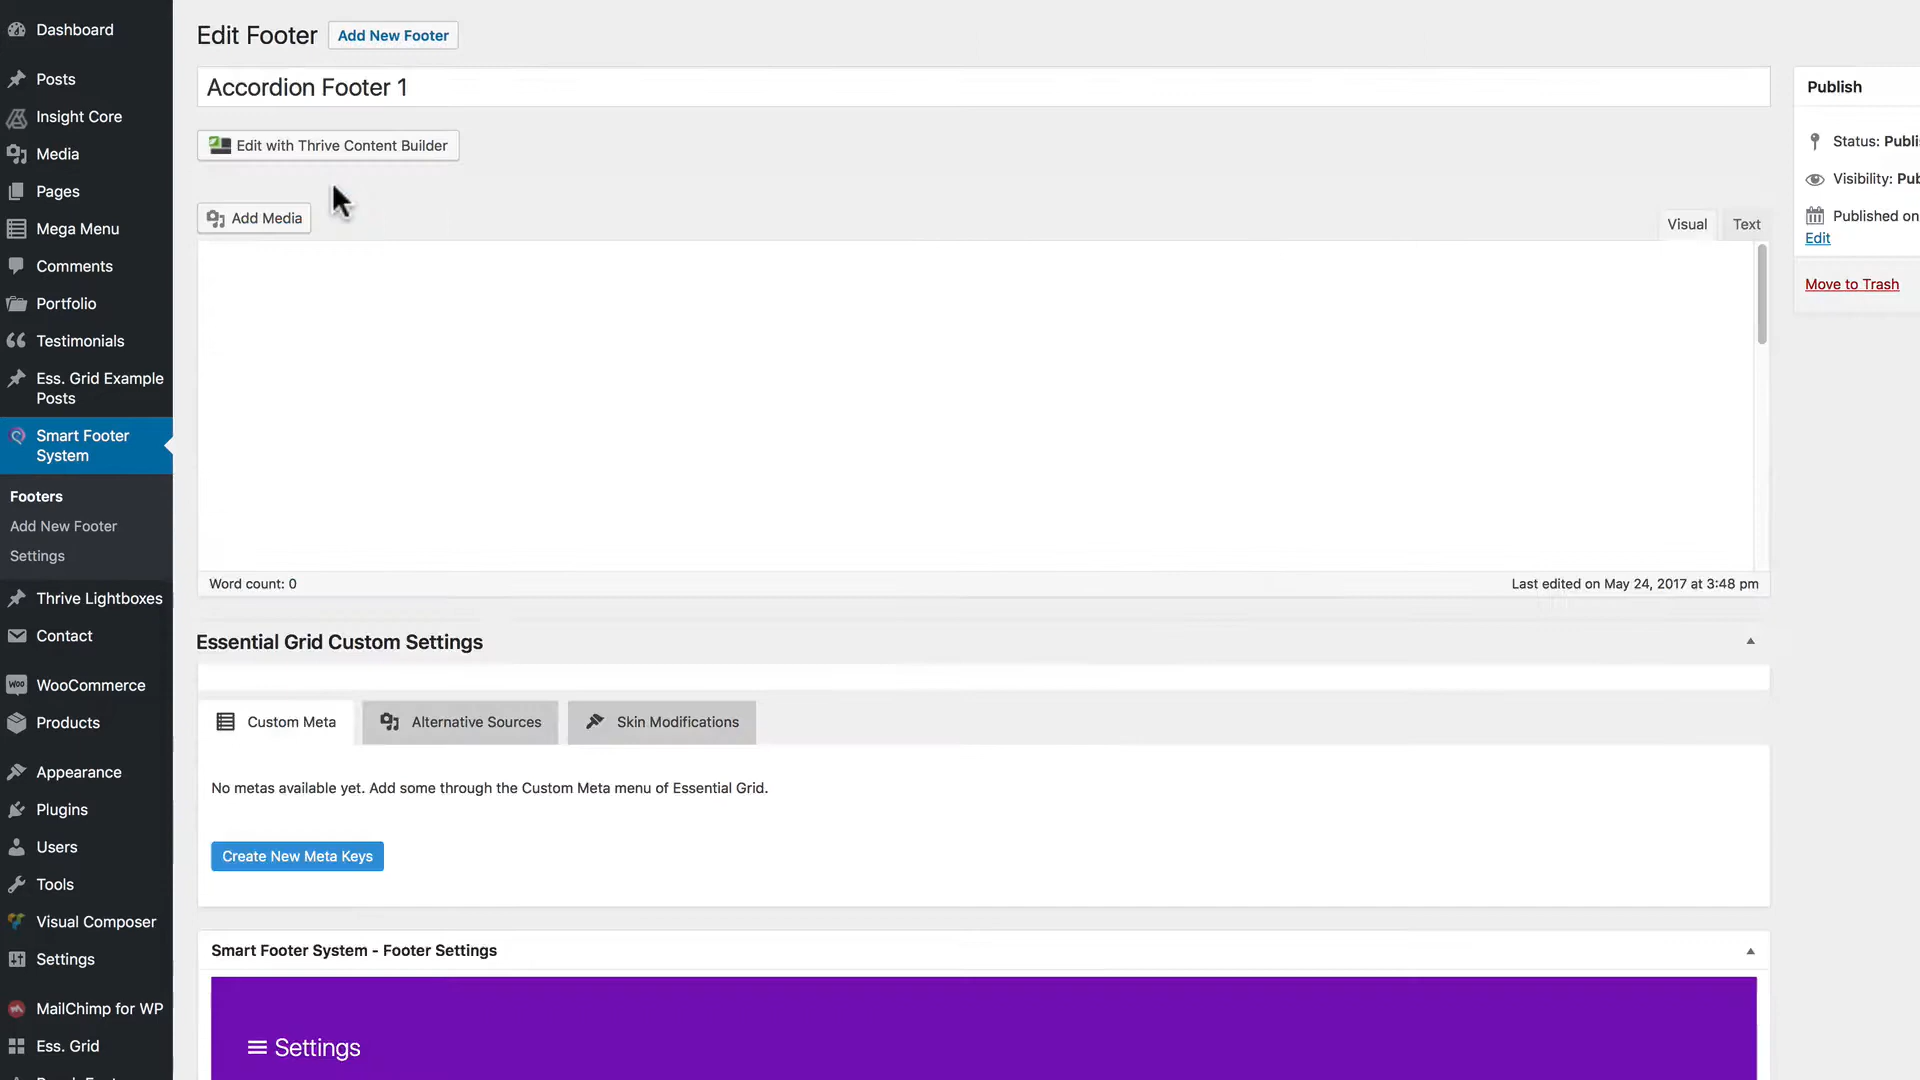 Dashboard
Posts
Insight Core
Media
Pages
Mega Menu
Comments
Portfolio
Testimonials
Ess. Grid Example
Posts
Smart Footer
System
Footers
Add New Footer
Settings
Thrive Lightboxes
Contact
WooCommerce
Products
Appearance
Plugins
Users
Tools
Visual Composer
Settings
MailChimp for WP
Ess. Grid
Edit Footer Add New Footer
Accordion Footer 1
Edit with Thrive Content Builder
Add Media
Visual Text
Word count: 0 Last edited on May 24, 2017 at 3:48 pm
Essential Grid Custom Settings
Custom Meta Alternative Sources Skin Modifications
No metas available yet. Add some through the Custom Meta menu of Essential Grid.
Create New Meta Keys
Smart Footer System - Footer Settings
Settings
Publish
Status: Publi
Visibility: Pub
Published on
Edit
Move to Trash